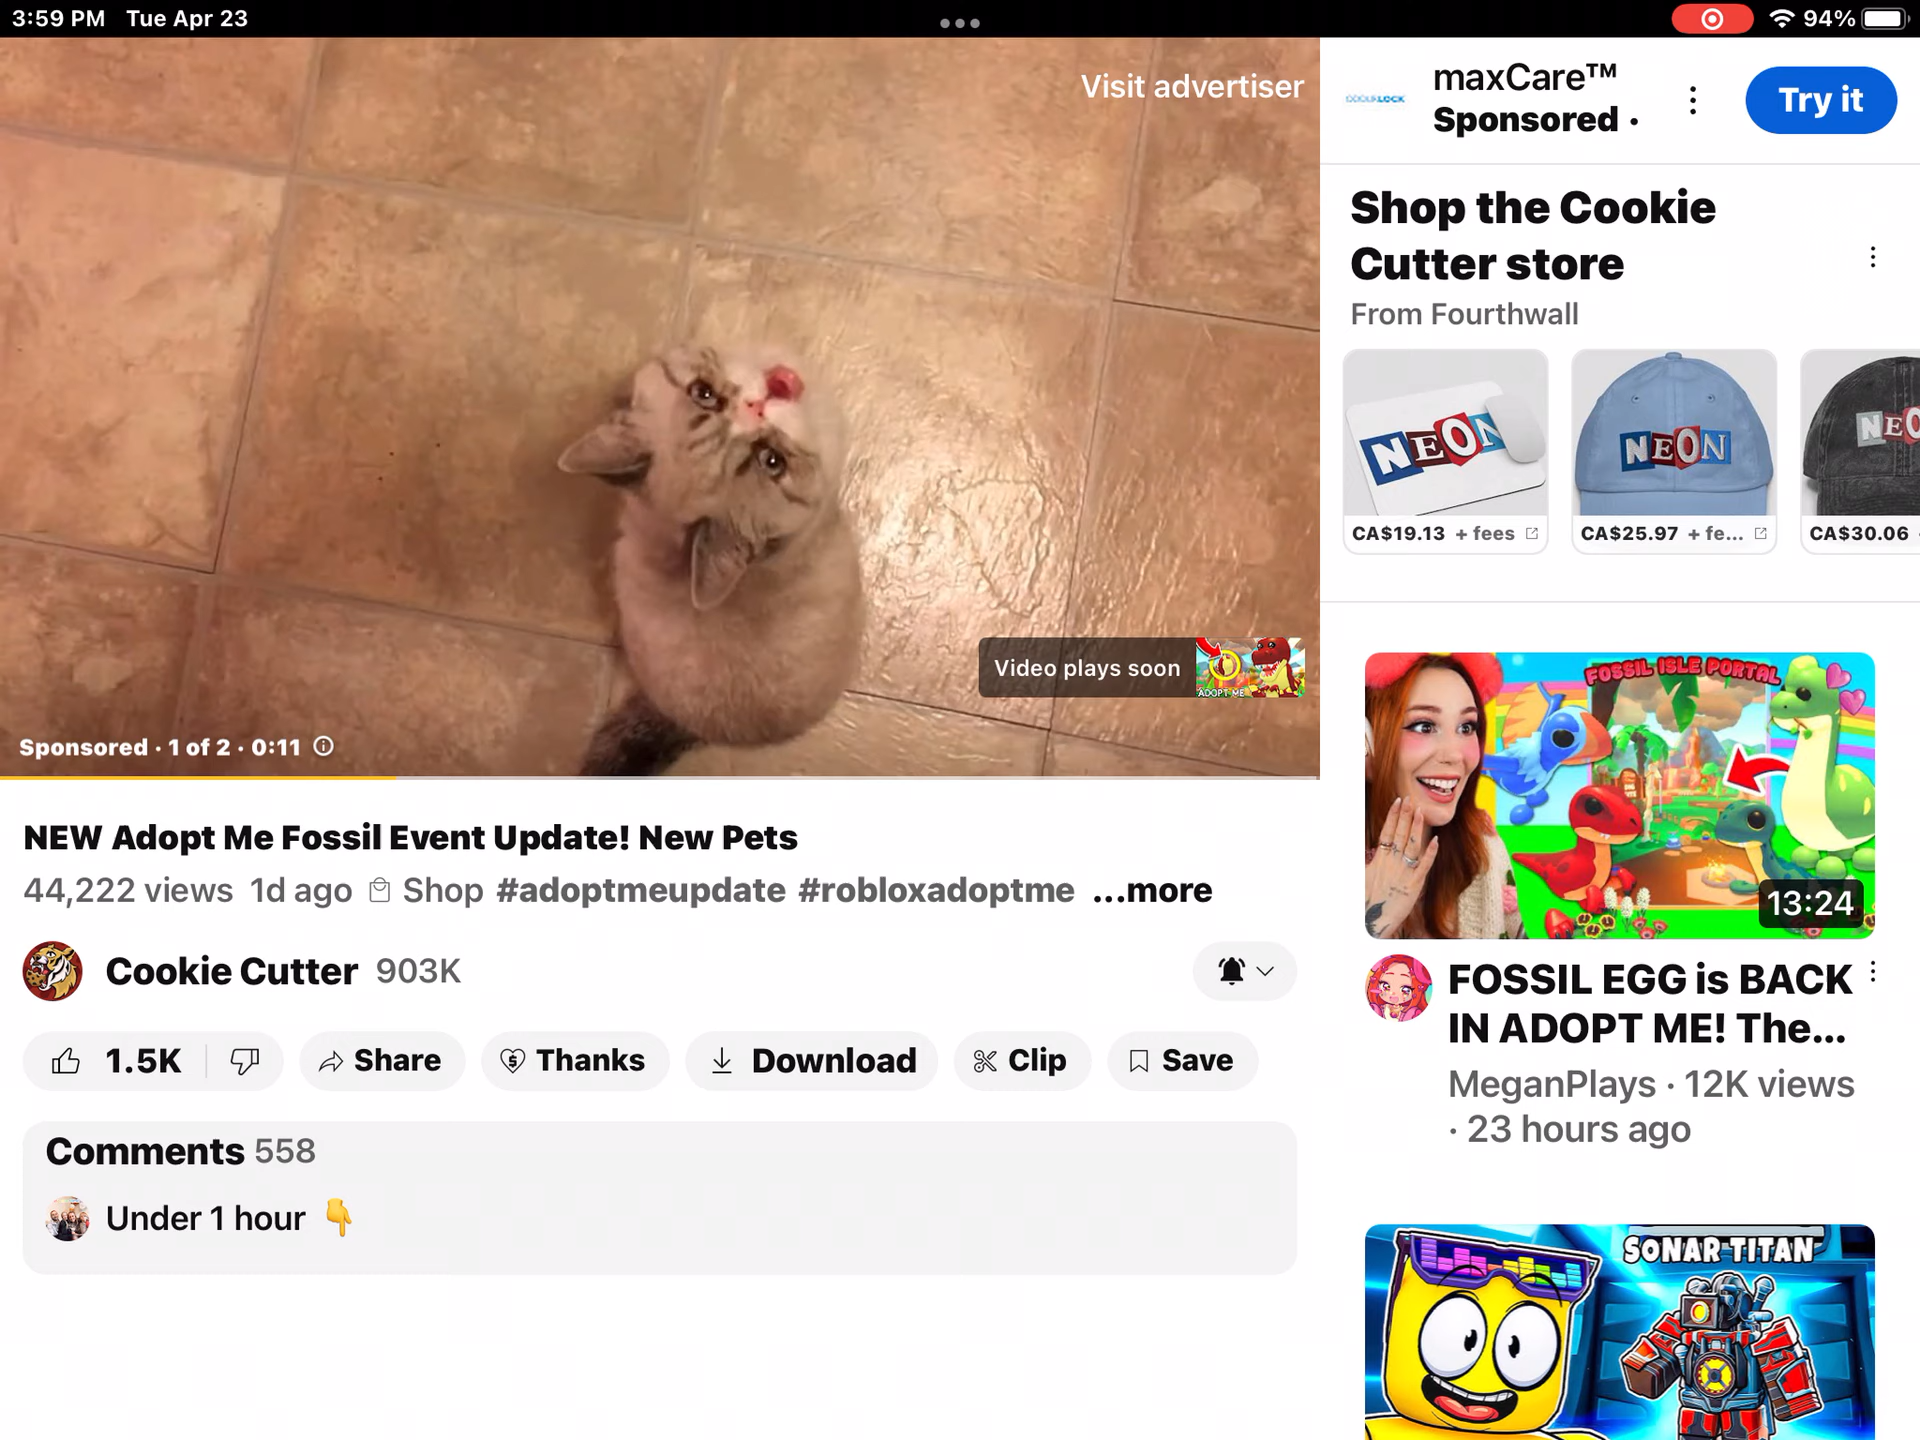 3:59 PM Tue Apr 23
94%
Visit advertiser
Video plays soon
ADOPT ME
Sponsored · 1 of 2 · 0:11
NEW Adopt Me Fossil Event Update! New Pets
44,222 views 1d ago Shop #adoptmeupdate #robloxadoptme ...more
Cookie Cutter 903K
1.5K
Share
Thanks
Download
Clip
Save
Comments 558
Under 1 hour 👇
maxCare™
Sponsored ·
Try it
Shop the Cookie
Cutter store
From Fourthwall
NEON
NEON
NEO
CA$19.13 + fees
CA$25.97 + fe...
CA$30.06
FOSSIL ISLE PORTAL
13:24
FOSSIL EGG is BACK
IN ADOPT ME! The...
MeganPlays · 12K views
· 23 hours ago
SONAR TITAN